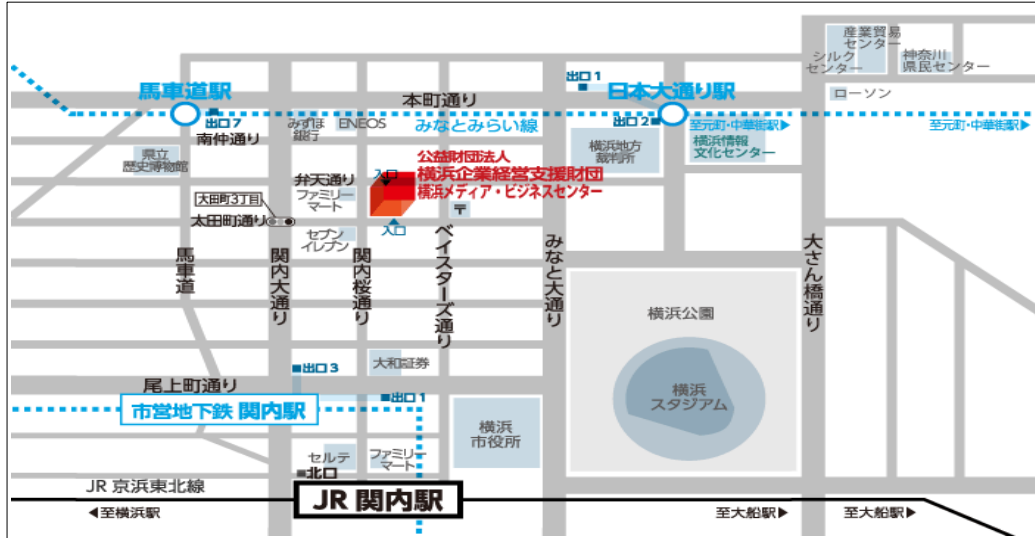 産業貿易
センター
シルク
センター
神奈川
県民センター
出口1
馬車道駅
本町通り
日本大通り駅
ローソン
出口7
みずほ
銀行
ENEOS
みなとみらい線
出口2
至元町・中華街駅▶
至元町・中華街駅▶
南仲通り
横浜地方
裁判所
横浜情報
文化センター
県立
歴史博物館
公益財団法人
横浜企業経営支援財団
横浜メディア・ビジネスセンター
弁天通り
入口
ファミリー
マート
大田町3丁目
太田町通り
〒
入口
セブン
イレブン
馬車道
関内大通り
関内桜通り
ベイスターズ通り
みなと大通り
大さん橋通り
横浜公園
出口3
大和証券
尾上町通り
横浜
スタジアム
市営地下鉄 関内駅
出口1
横浜
市役所
セルテ
ファミリー
マート
北口
JR 京浜東北線
JR 関内駅
◀至横浜駅
至大船駅▶
至大船駅▶